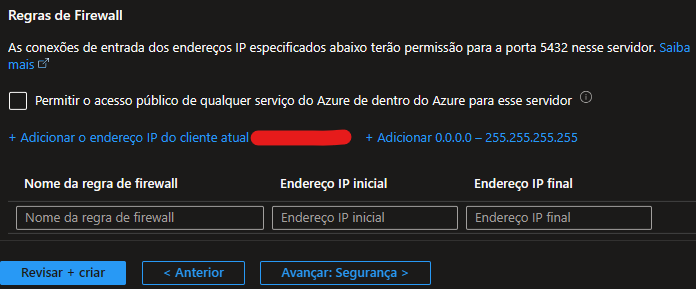 Regras de Firewall
As conexões de entrada dos endereços IP especificados abaixo terão permissão para a porta 5432 nesse servidor. Saiba
mais
Permitir o acesso público de qualquer serviço do Azure de dentro do Azure para esse servidor
+ Adicionar o endereço IP do cliente atual + Adicionar 0.0.0.0 – 255.255.255.255
Nome da regra de firewall Endereço IP inicial Endereço IP final
Nome da regra de firewall Endereço IP inicial Endereço IP final
Revisar + criar < Anterior Avançar: Segurança >